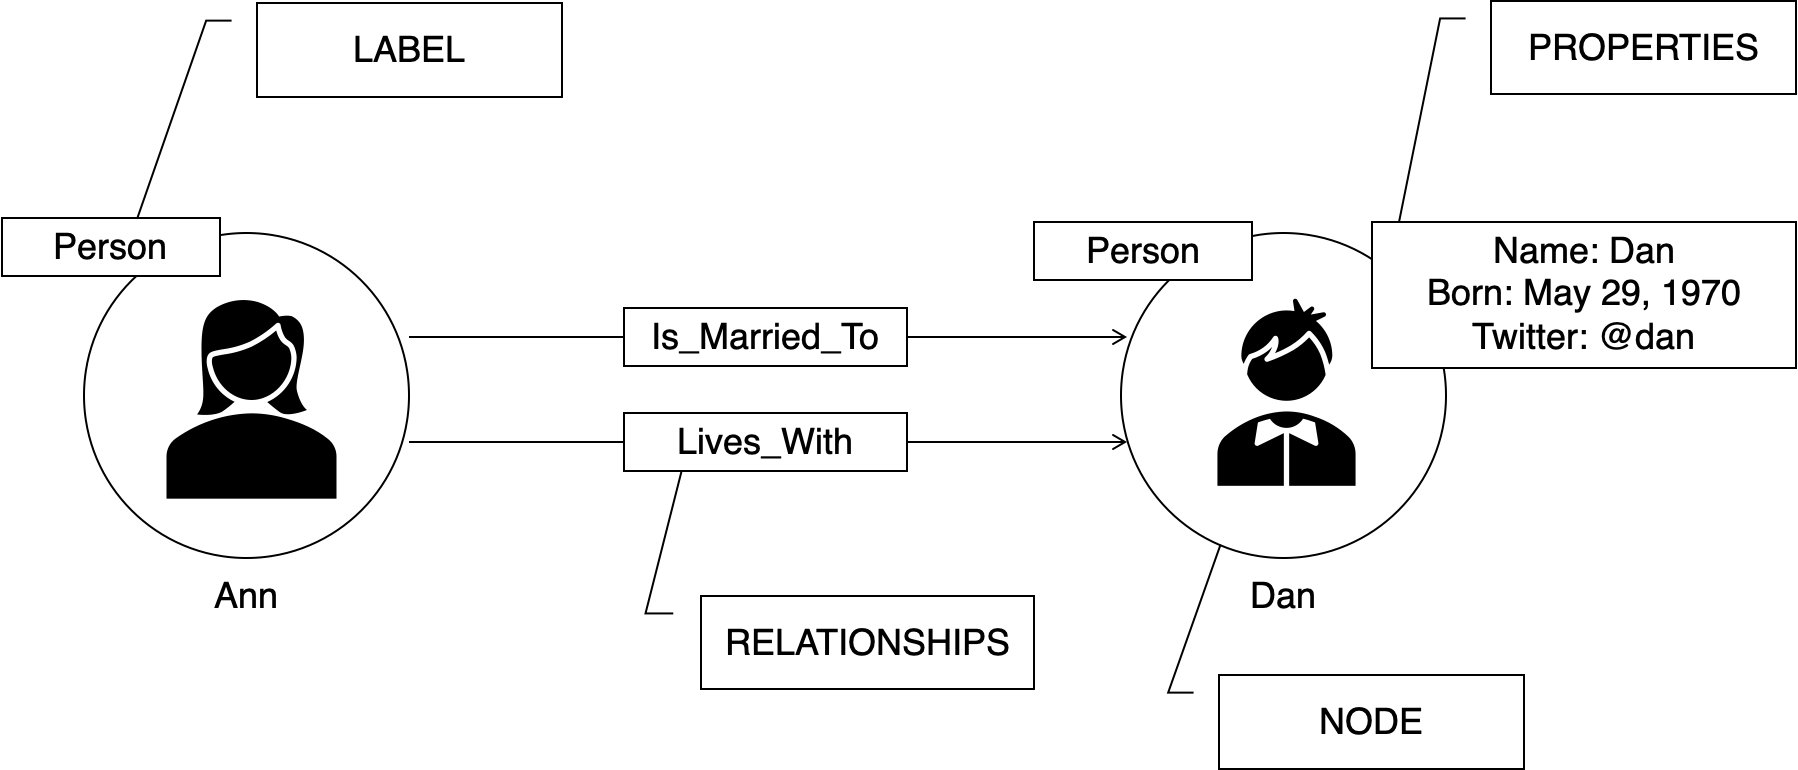 LABEL
PROPERTIES
Person
Person
Name: Dan
Born: May 29, 1970
Twitter: @dan
Is_Married_To
Lives_With
Ann
Dan
RELATIONSHIPS
NODE